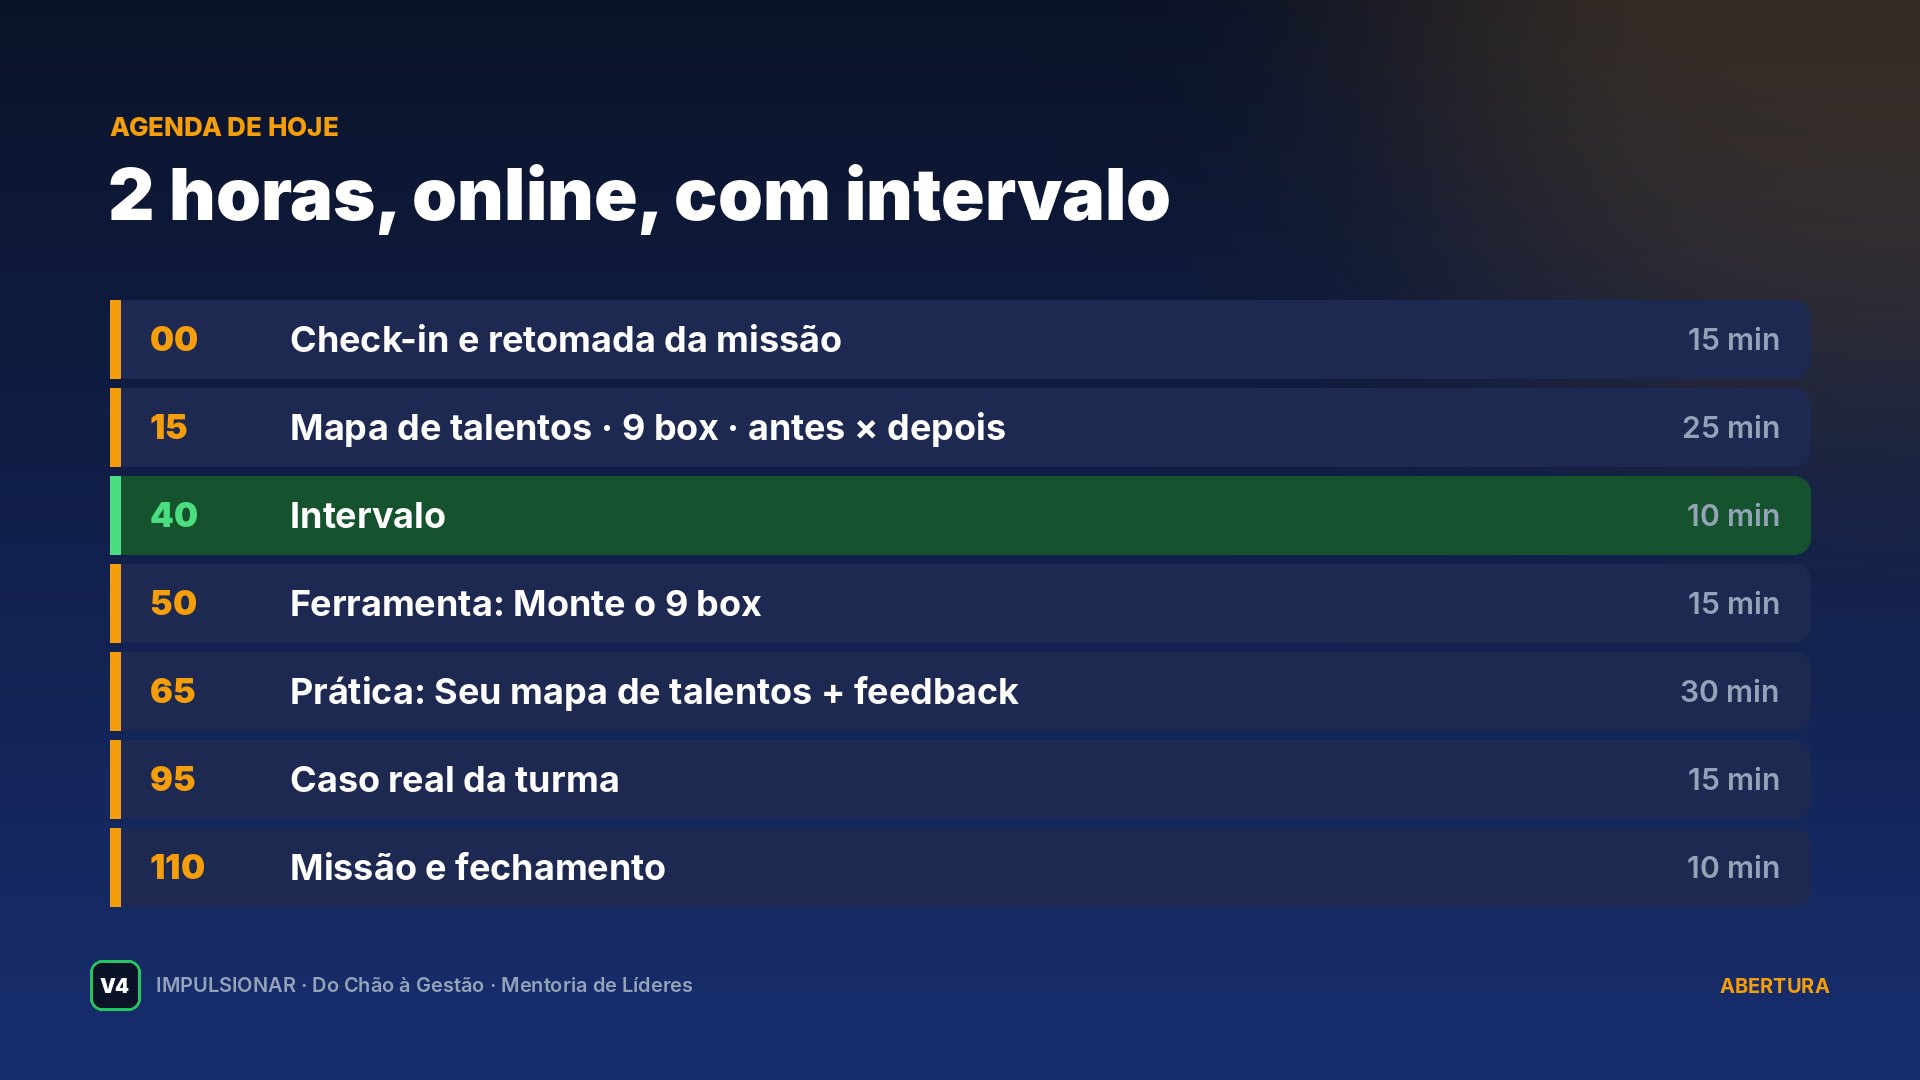 AGENDA DE HOJE
2 horas, online, com intervalo
00 Check-in e retomada da missão 15 min
15 Mapa de talentos · 9 box · antes × depois 25 min
40 Intervalo 10 min
50 Ferramenta: Monte o 9 box 15 min
65 Prática: Seu mapa de talentos + feedback 30 min
95 Caso real da turma 15 min
110 Missão e fechamento 10 min
V4 IMPULSIONAR · Do Chão à Gestão · Mentoria de Líderes ABERTURA